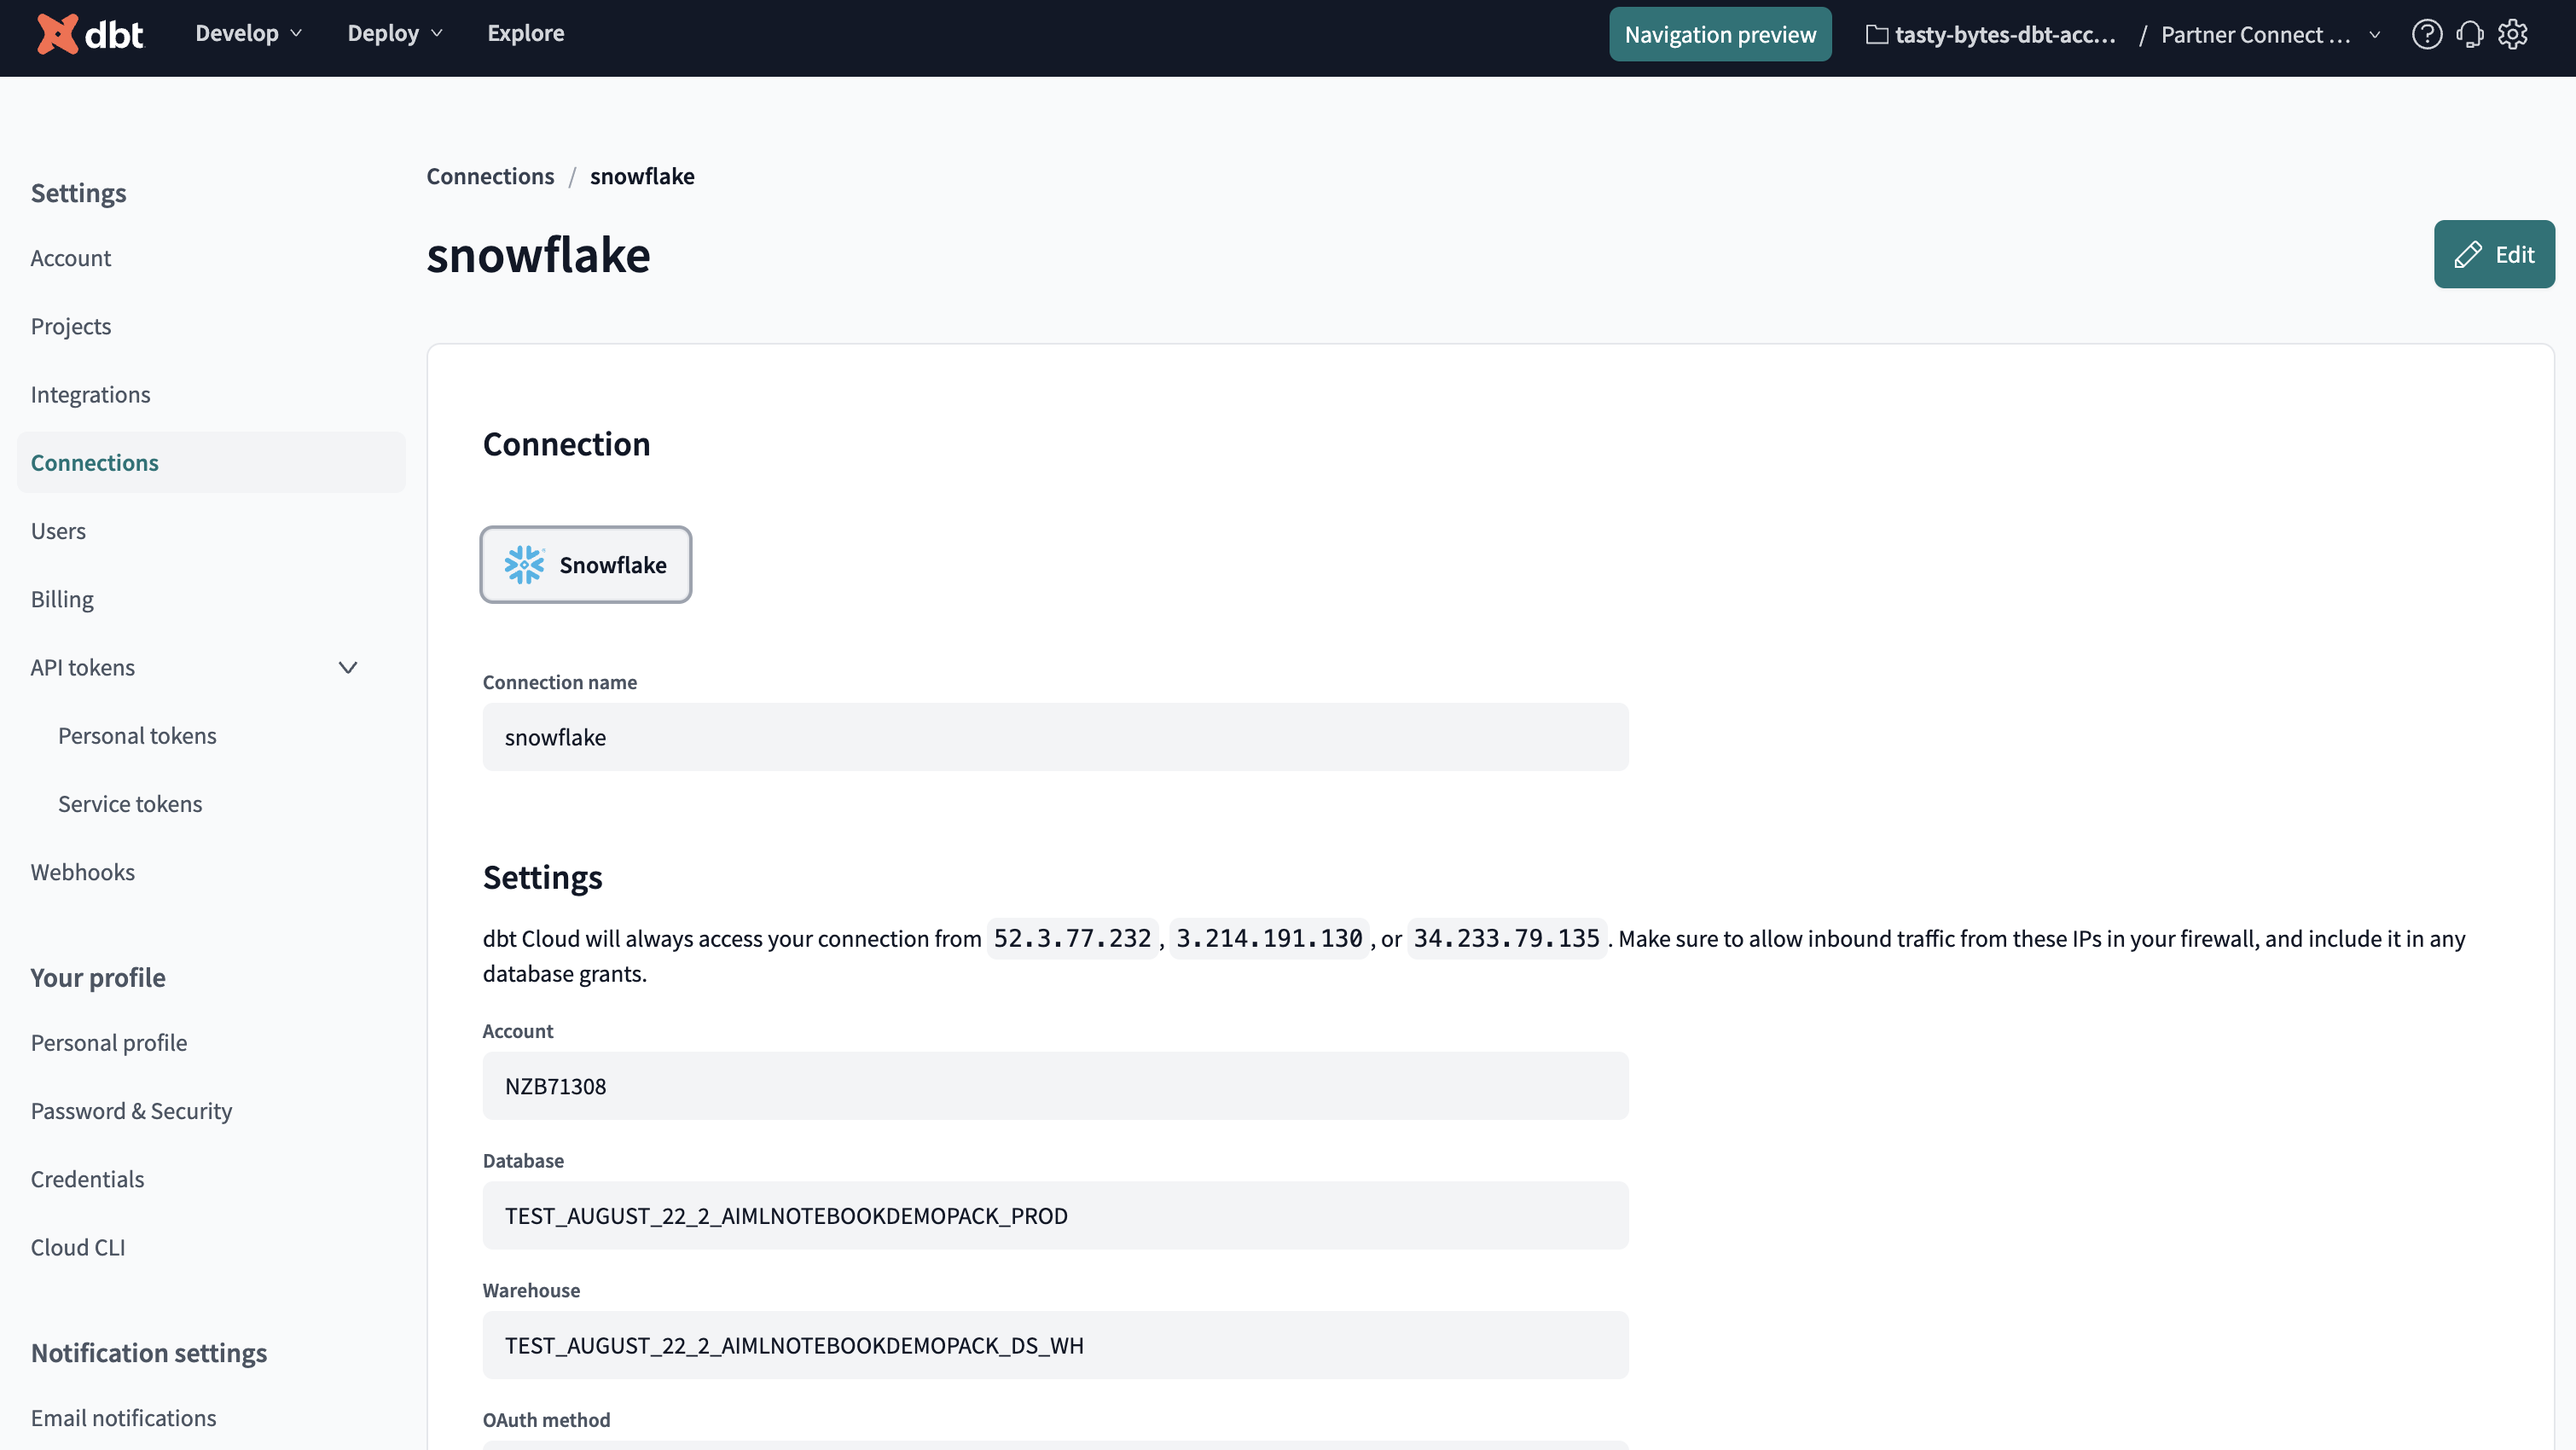 dbt
Develop
Deploy
Explore
Navigation preview
tasty-bytes-dbt-acc... / Partner Connect ...
Settings
Account
Projects
Integrations
Connections
Users
Billing
API tokens
Personal tokens
Service tokens
Webhooks
Your profile
Personal profile
Password & Security
Credentials
Cloud CLI
Notification settings
Email notifications
Connections / snowflake
snowflake
Edit
Connection
Snowflake
Connection name
snowflake
Settings
dbt Cloud will always access your connection from 52.3.77.232, 3.214.191.130, or 34.233.79.135. Make sure to allow inbound traffic from these IPs in your firewall, and include it in any
database grants.
Account
NZB71308
Database
TEST_AUGUST_22_2_AIMLNOTEBOOKDEMOPACK_PROD
Warehouse
TEST_AUGUST_22_2_AIMLNOTEBOOKDEMOPACK_DS_WH
OAuth method